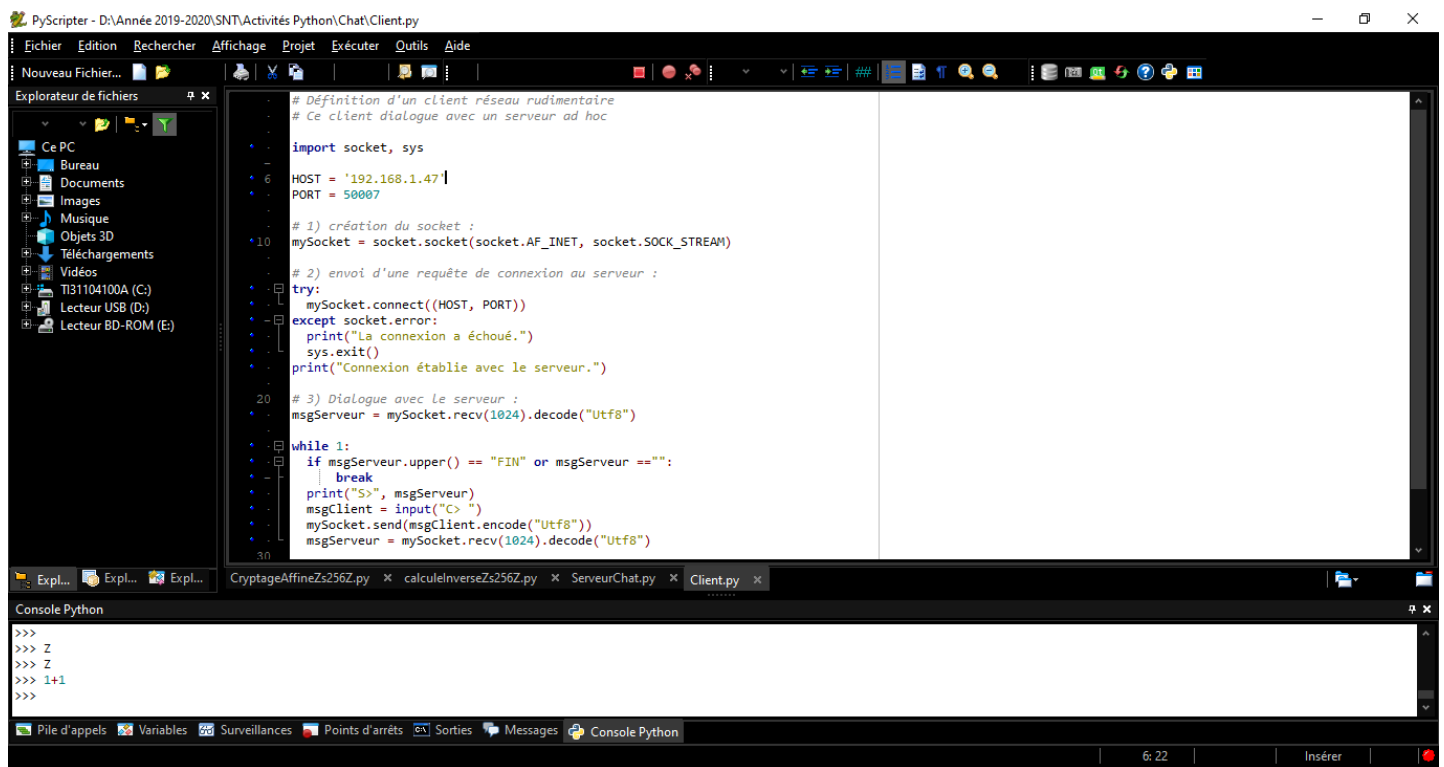 PyScripter - D:\Année 2019-2020\SNT\Activités Python\Chat\Client.py
Fichier Edition Rechercher Affichage Projet Exécuter Outils Aide
Nouveau Fichier...
Explorateur de fichiers
Ce PC
Bureau
Documents
Images
Musique
Objets 3D
Téléchargements
Vidéos
TI31104100A (C:)
Lecteur USB (D:)
Lecteur BD-ROM (E:)
# Définition d'un client réseau rudimentaire
# Ce client dialogue avec un serveur ad hoc
import socket, sys
6 HOST = '192.168.1.47'
PORT = 50007
# 1) création du socket :
10 mySocket = socket.socket(socket.AF_INET, socket.SOCK_STREAM)
# 2) envoi d'une requête de connexion au serveur :
try:
mySocket.connect((HOST, PORT))
except socket.error:
print("La connexion a échoué.")
sys.exit()
print("Connexion établie avec le serveur.")
20 # 3) Dialogue avec le serveur :
msgServeur = mySocket.recv(1024).decode("Utf8")
while 1:
if msgServeur.upper() == "FIN" or msgServeur =="":
break
print("S>", msgServeur)
msgClient = input("C> ")
mySocket.send(msgClient.encode("Utf8"))
msgServeur = mySocket.recv(1024).decode("Utf8")
30
Expl... Expl... Expl...
CryptageAffineZs256Z.py calculeInverseZs256Z.py ServeurChat.py Client.py
Console Python
>>>
>>> Z
>>> Z
>>> 1+1
>>>
Pile d'appels Variables Surveillances Points d'arrêts Sorties Messages Console Python
6: 22 Insérer